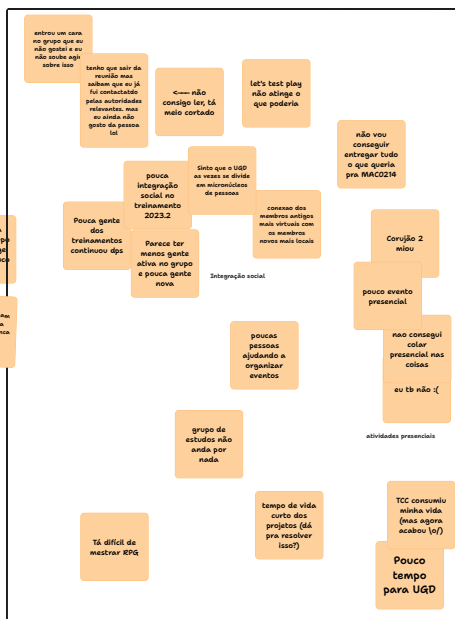 entrou um cara
no grupo que eu
não gostei e eu
não soube agir
sobre isso
tenho que sair da
reunião mas
saibam que eu já
fui contactatdo
pelas autoridades
relevantes. mas
eu ainda não
gosto da pessoa
lol
<---- não
consigo ler, tá
meio cortado
let's test play
não atinge o
que poderia
não vou
conseguir
entregar tudo
o que queria
pra MAC0214
pouca
integração
social no
treinamento
2023.2
Sinto que o UGD
as vezes se divide
em micronúcleos
de pessoas
conexao dos
membros antigos
mais virtuais com
os membros
novos mais locais
Pouca gente
dos
treinamentos
continuou dps
Parece ter
menos gente
ativa no grupo
e pouca gente
nova
Integração social
Corujão 2
miou
pouco evento
presencial
nao consegui
colar
presencial nas
coisas
eu tb não :(
atividades presenciais
poucas
pessoas
ajudando a
organizar
eventos
grupo de
estudos não
anda por
nada
tempo de vida
curto dos
projetos (dá
pra resolver
isso?)
Tá difícil de
mestrar RPG
TCC consumiu
minha vida
(mas agora
acabou \o/)
Pouco
tempo
para UGD